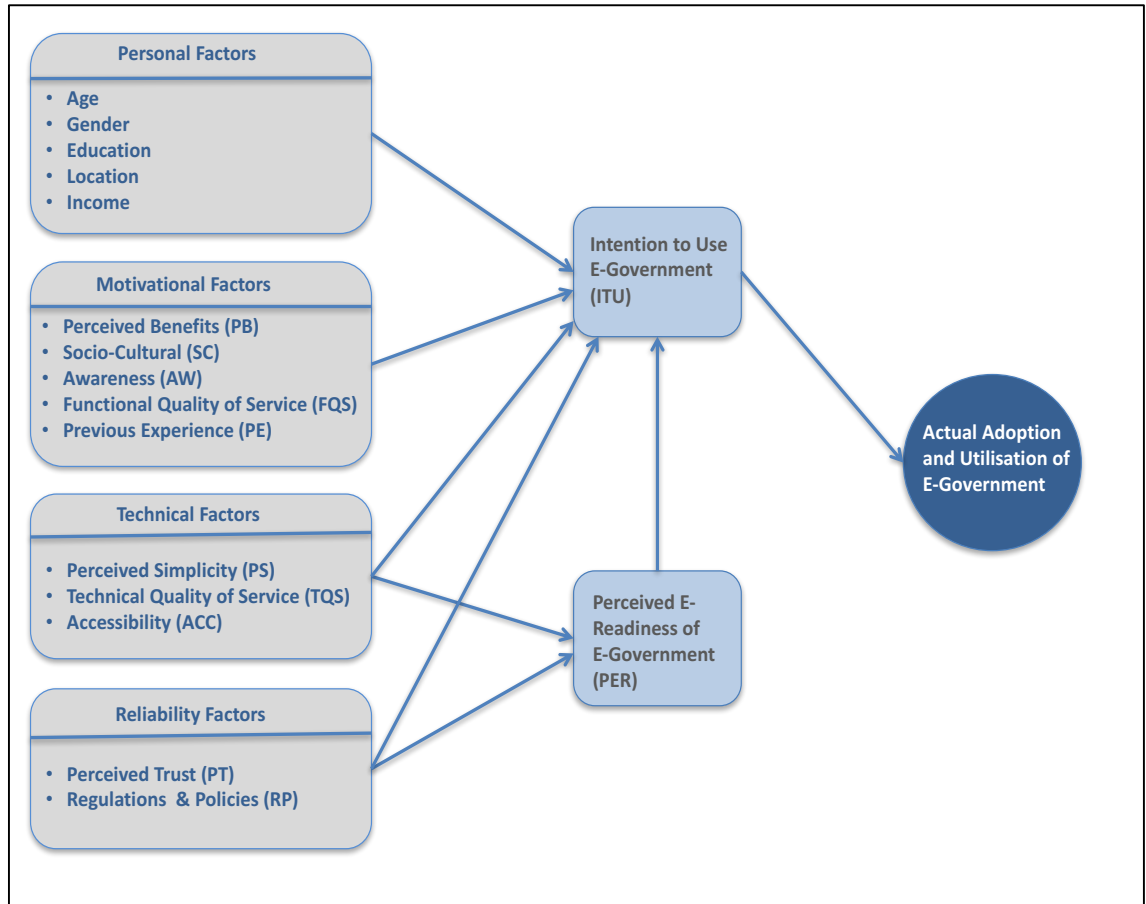 Personal Factors
• Age
• Gender
• Education
• Location
• Income
Motivational Factors
• Perceived Benefits (PB)
• Socio-Cultural (SC)
• Awareness (AW)
• Functional Quality of Service (FQS)
• Previous Experience (PE)
Technical Factors
• Perceived Simplicity (PS)
• Technical Quality of Service (TQS)
• Accessibility (ACC)
Reliability Factors
• Perceived Trust (PT)
• Regulations & Policies (RP)
Intention to Use
E-Government
(ITU)
Perceived E-
Readiness of
E-Government
(PER)
Actual Adoption
and Utilisation of
E-Government